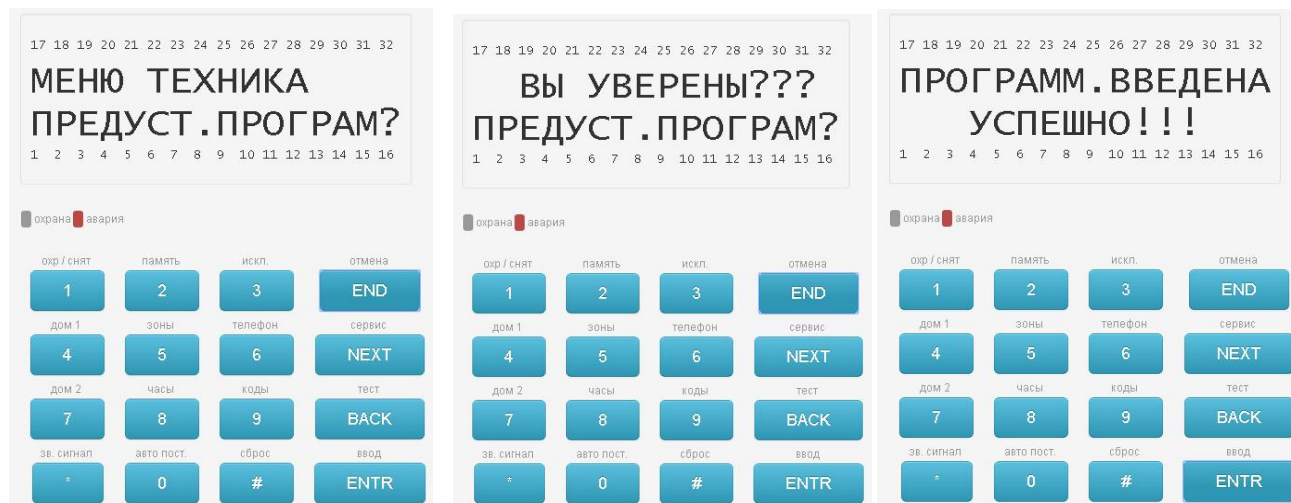 17 18 19 20 21 22 23 24 25 26 27 28 29 30 31 32
МЕНЮ ТЕХНИКА
ПРЕДУСТ.ПРОГРАМ?
1 2 3 4 5 6 7 8 9 10 11 12 13 14 15 16
охрана авария
охр / снят память искл. отмена
1 2 3 END
дом 1 зоны телефон сервис
4 5 6 NEXT
дом 2 часы коды тест
7 8 9 BACK
зв. сигнал авто пост. сброс ввод
* 0 # ENTR
17 18 19 20 21 22 23 24 25 26 27 28 29 30 31 32
ВЫ УВЕРЕНЫ???
ПРЕДУСТ.ПРОГРАМ?
1 2 3 4 5 6 7 8 9 10 11 12 13 14 15 16
охрана авария
охр / снят память искл. отмена
1 2 3 END
дом 1 зоны телефон сервис
4 5 6 NEXT
дом 2 часы коды тест
7 8 9 BACK
зв. сигнал авто пост. сброс ввод
* 0 # ENTR
17 18 19 20 21 22 23 24 25 26 27 28 29 30 31 32
ПРОГРАММ.ВВЕДЕНА
УСПЕШНО!!!
1 2 3 4 5 6 7 8 9 10 11 12 13 14 15 16
охрана авария
охр / снят память искл. отмена
1 2 3 END
дом 1 зоны телефон сервис
4 5 6 NEXT
дом 2 часы коды тест
7 8 9 BACK
зв. сигнал авто пост. сброс ввод
* 0 # ENTR